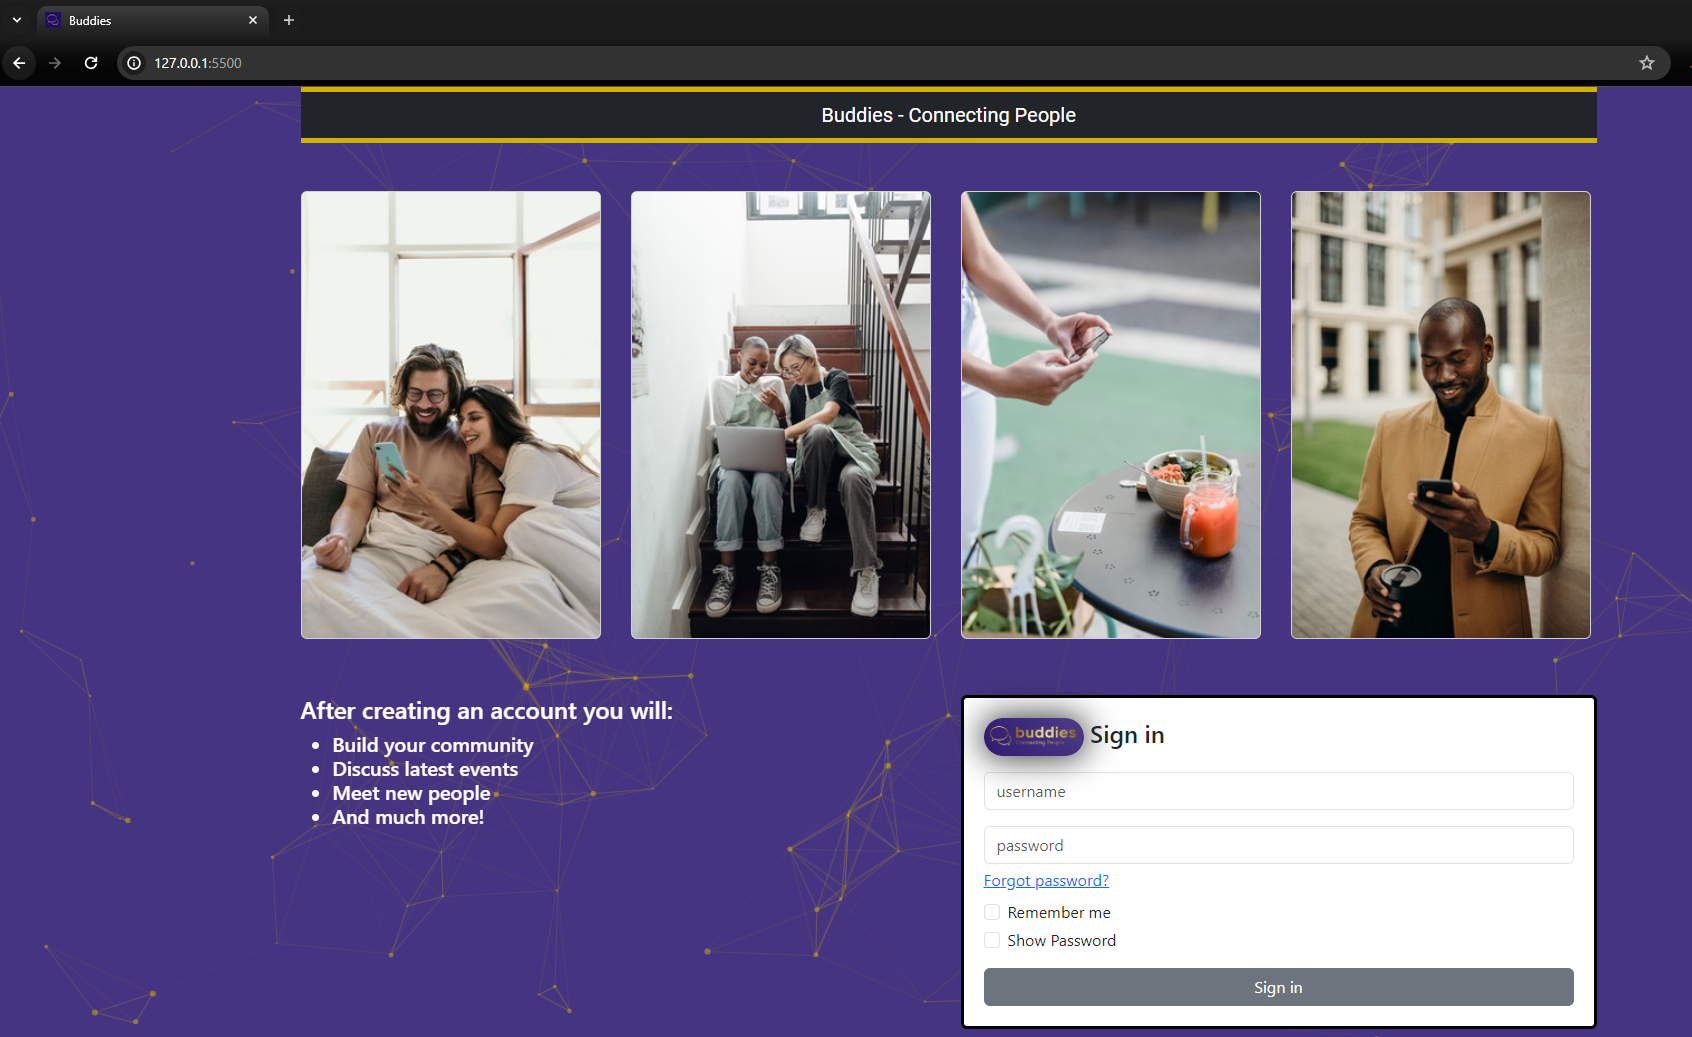 Buddies
127.0.0.1:5500
Buddies - Connecting People
After creating an account you will:
• Build your community
• Discuss latest events
• Meet new people
• And much more!
buddies
Connecting People
Sign in
username
password
Forgot password?
Remember me
Show Password
Sign in